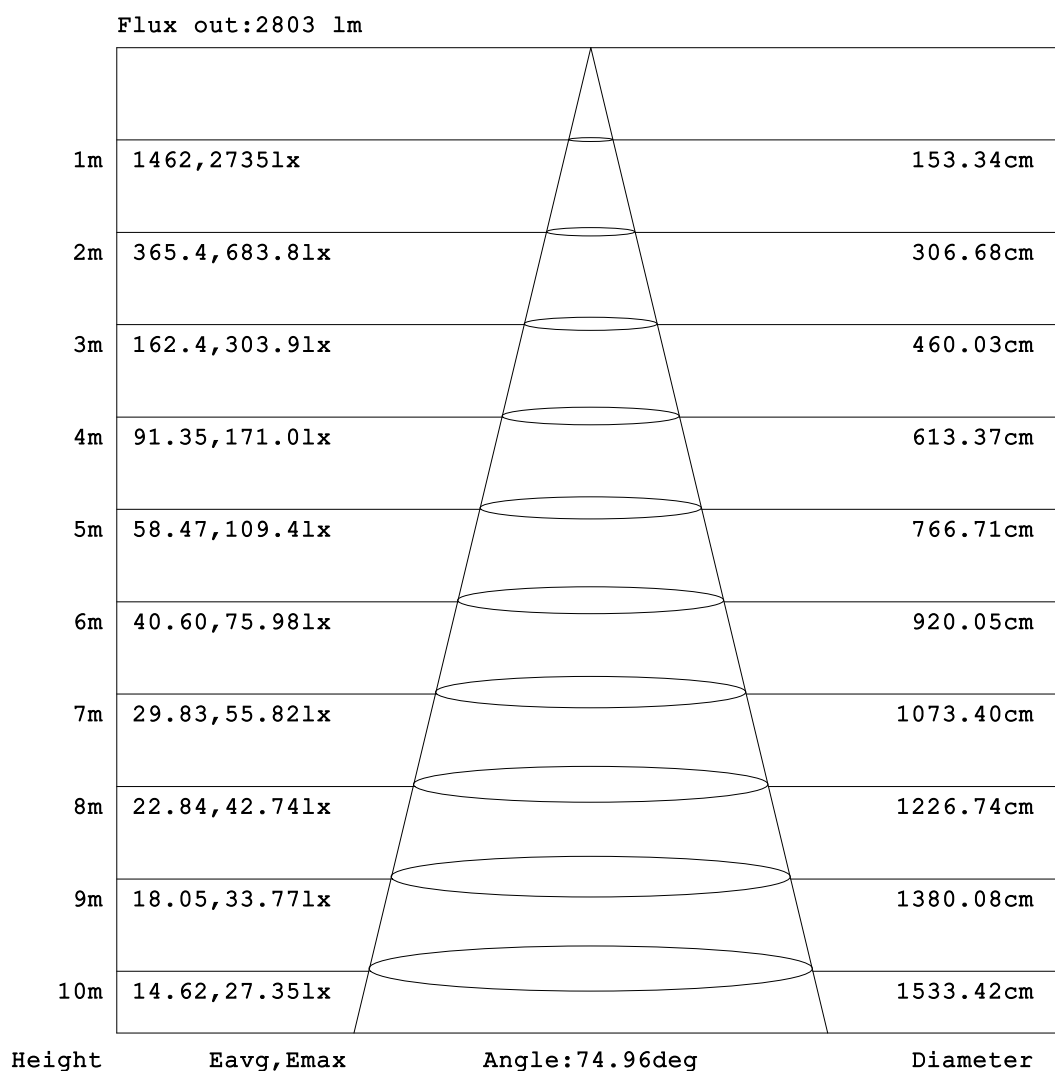 Flux out:2803 lm
1m 1462,2735lx 153.34cm
2m 365.4,683.8lx 306.68cm
3m 162.4,303.9lx 460.03cm
4m 91.35,171.0lx 613.37cm
5m 58.47,109.4lx 766.71cm
6m 40.60,75.98lx 920.05cm
7m 29.83,55.82lx 1073.40cm
8m 22.84,42.74lx 1226.74cm
9m 18.05,33.77lx 1380.08cm
10m 14.62,27.35lx 1533.42cm
Height Eavg,Emax Angle:74.96deg Diameter